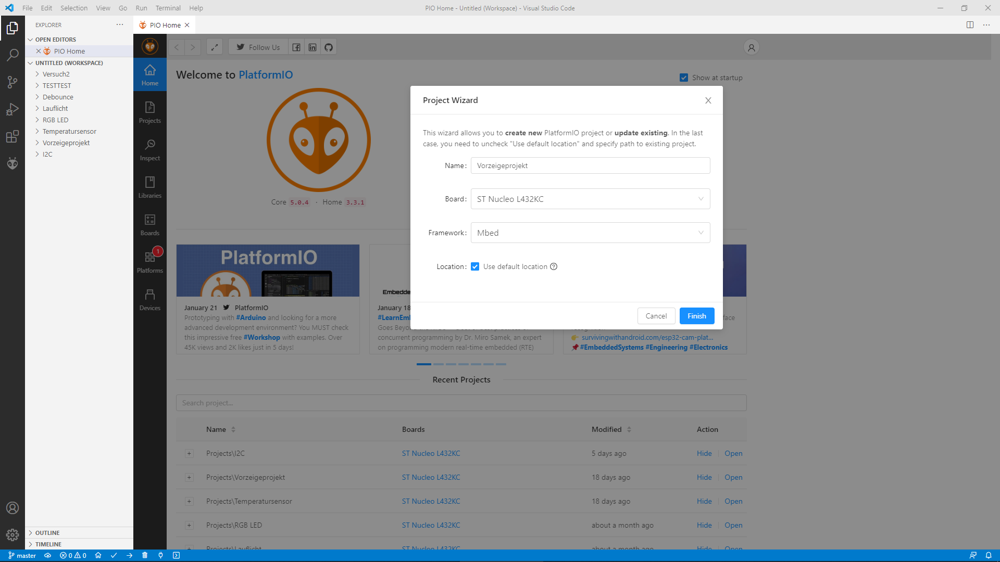 File Edit Selection View Go Run Terminal Help
PIO Home - Untitled (Workspace) - Visual Studio Code
EXPLORER
PIO Home
OPEN EDITORS
PIO Home
UNTITLED (WORKSPACE)
Versuch2
TESTTEST
Debounce
Lauflicht
RGB LED
Temperatursensor
Vorzeigeprojekt
I2C
OUTLINE
TIMELINE
Home
Projects
Inspect
Libraries
Boards
1
Platforms
Devices
Follow Us
Welcome to PlatformIO
Show at startup
Core 5.0.4 · Home 3.3.1
Project Wizard
This wizard allows you to create new PlatformIO project or update existing. In the last
case, you need to uncheck "Use default location" and specify path to existing project.
Name: Vorzeigeprojekt
Board: ST Nucleo L432KC
Framework: Mbed
Location: Use default location
Cancel Finish
PlatformIO
January 21 PlatformIO
Prototyping with #Arduino and looking for a more
advanced development environment? You MUST check
this impressive free #Workshop with examples. Over
45K views and 2K likes just in 5 days!
Embedde
January 18
#LearnEm
Goes Beyond
concurrent programming by Dr. Miro Samek, an expert
on programming modern real-time embedded (RTE)
face
survivingwithandroid.com/esp32-cam-plat...
#EmbeddedSystems #Engineering #Electronics
Recent Projects
Search project...
Name Boards Modified Action
Projects\I2C ST Nucleo L432KC 5 days ago Hide Open
Projects\Vorzeigeprojekt ST Nucleo L432KC 18 days ago Hide Open
Projects\Temperatursensor ST Nucleo L432KC 18 days ago Hide Open
Projects\RGB LED ST Nucleo L432KC about a month ago Hide Open
Projects\Lauflicht ST Nucleo L432KC about a month ago Hide Open
master 0 0